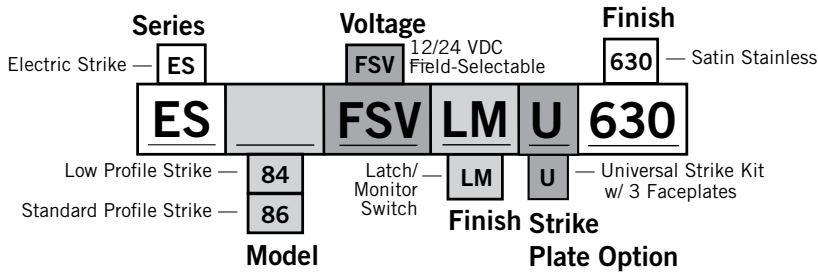 Series
Voltage
Finish
Electric Strike
ES
FSV
12/24 VDC
Field-Selectable
630
Satin Stainless
ES
FSV
LM
U
630
Low Profile Strike
84
Standard Profile Strike
86
Model
Latch/
Monitor
Switch
LM
Finish
U
Universal Strike Kit
w/ 3 Faceplates
Strike
Plate Option